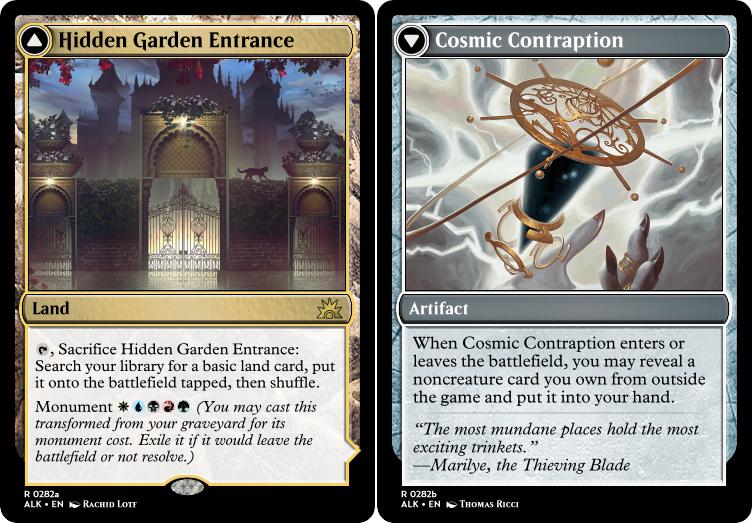 Hidden Garden Entrance
Land
, Sacrifice Hidden Garden Entrance:
Search your library for a basic land card, put
it onto the battlefield tapped, then shuffle.
Monument (You may cast this
transformed from your graveyard for its
monument cost. Exile it if it would leave the
battlefield or not resolve.)
R 0282a
ALK • EN Rachid Lotf
Cosmic Contraption
Artifact
When Cosmic Contraption enters or
leaves the battlefield, you may reveal a
noncreature card you own from outside
the game and put it into your hand.
“The most mundane places hold the most
exciting trinkets.”
—Marilye, the Thieving Blade
R 0282b
ALK • EN Thomas Ricci